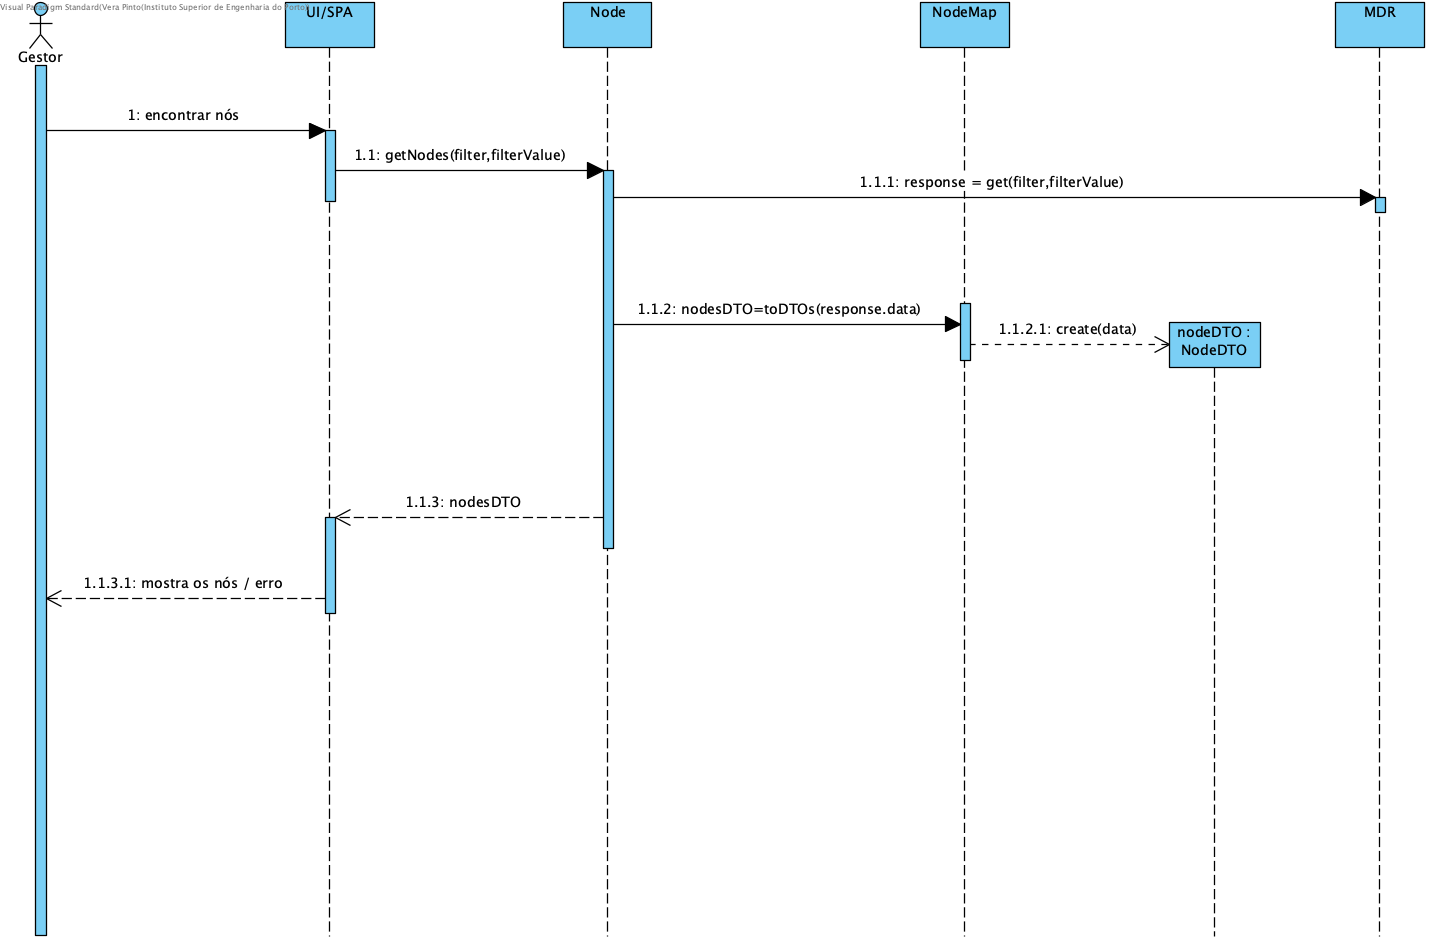 Visual Paradigm Standard(Vera Pinto(Instituto Superior de Engenharia do Porto)
Gestor
UI/SPA
Node
NodeMap
MDR
1: encontrar nós
1.1: getNodes(filter,filterValue)
1.1.1: response = get(filter,filterValue)
1.1.2: nodesDTO=toDTOs(response.data)
1.1.2.1: create(data)
nodeDTO :
NodeDTO
1.1.3: nodesDTO
1.1.3.1: mostra os nós / erro